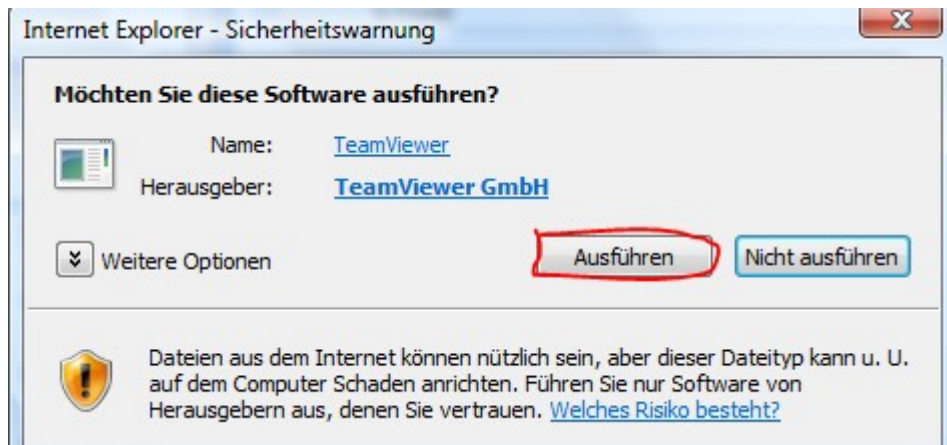 Internet Explorer - Sicherheitswarnung
Möchten Sie diese Software ausführen?
Name: TeamViewer
Herausgeber: TeamViewer GmbH
Weitere Optionen Ausführen Nicht ausführen
Dateien aus dem Internet können nützlich sein, aber dieser Dateityp kann u. U.
auf dem Computer Schaden anrichten. Führen Sie nur Software von
Herausgebern aus, denen Sie vertrauen. Welches Risiko besteht?